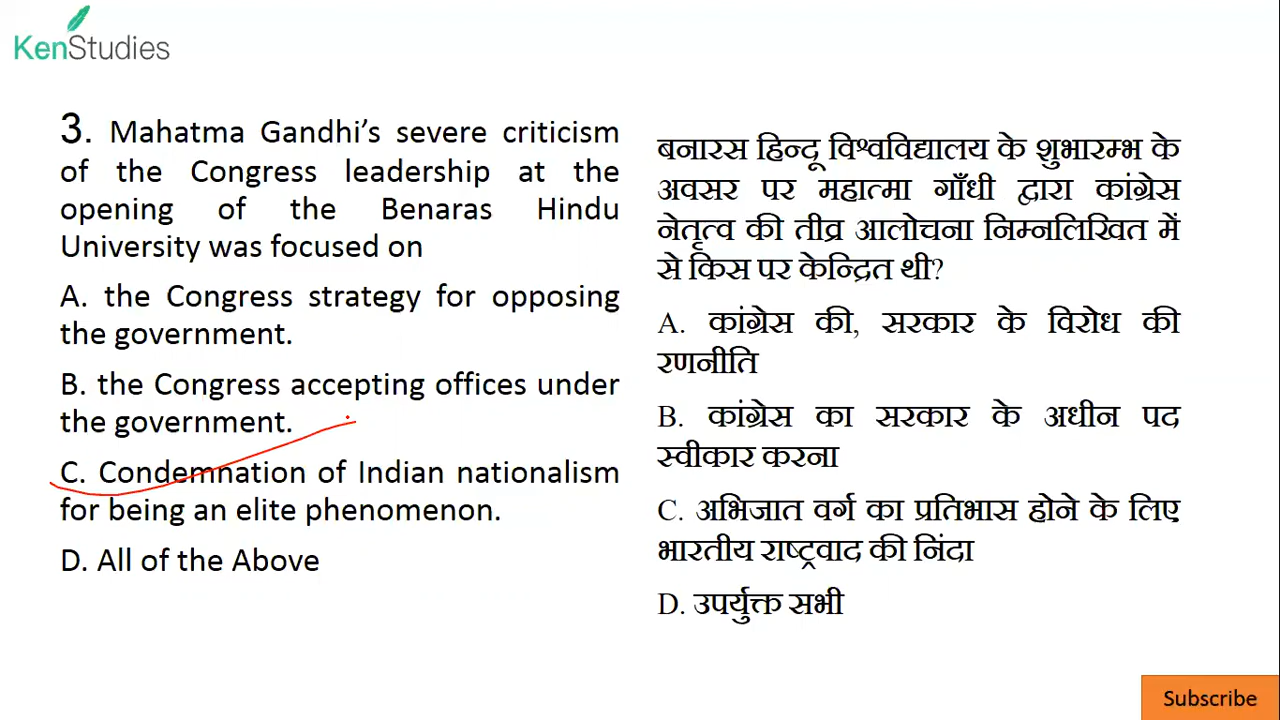 KenStudies
3. Mahatma Gandhi's severe criticism
of the Congress leadership at the
opening of the Benaras Hindu
University was focused on
A. the Congress strategy for opposing
the government.
B. the Congress accepting offices under
the government.
C. Condemnation of Indian nationalism
for being an elite phenomenon.
D. All of the Above
बनारस हिन्दू विश्वविद्यालय के शुभारम्भ के
अवसर पर महात्मा गाँधी द्वारा कांग्रेस
नेतृत्व की तीव्र आलोचना निम्नलिखित में
से किस पर केन्द्रित थी?
A. कांग्रेस की, सरकार के विरोध की
रणनीति
B. कांग्रेस का सरकार के अधीन पद
स्वीकार करना
C. अभिजात वर्ग का प्रतिभास होने के लिए
भारतीय राष्ट्रवाद की निंदा
D. उपर्युक्त सभी
Subscribe